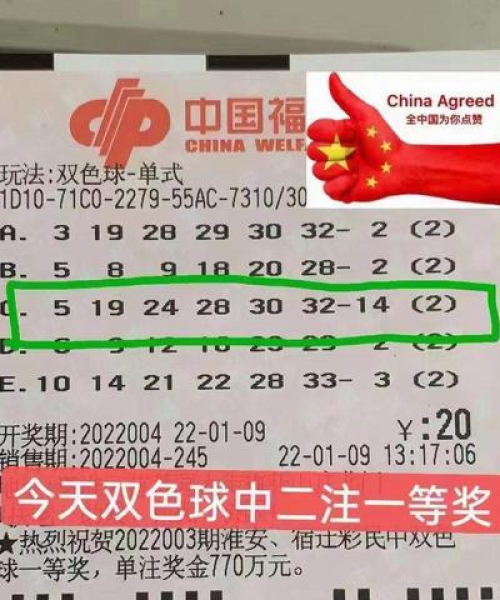 中国福
CHINA WELF
China Agreed
全中国为你点赞
玩法:双色球-单式
1D10-71C0-2279-55AC-7310/30
A. 3 19 28 29 30 32- 2 (2)
B. 5 8 9 18 20 28- 2 (2)
C. 5 19 24 28 30 32-14 (2)
D.
E. 10 14 21 22 28 33- 3 (2)
¥:20
开奖期:2022004 22-01-09
销售期:2022004-245 22-01-09 13:17:06
今天双色球中二注一等奖
★热烈祝贺2022003期淮安、宿迁彩民中双色
球一等奖，单注奖金770万元。